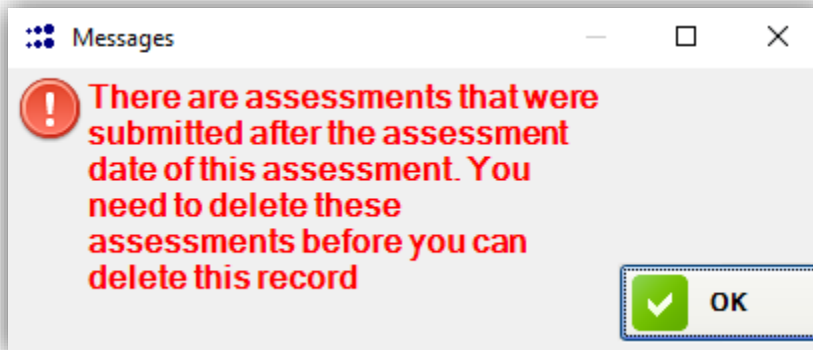 Messages
There are assessments that were
submitted after the assessment
date of this assessment. You
need to delete these
assessments before you can
delete this record
OK